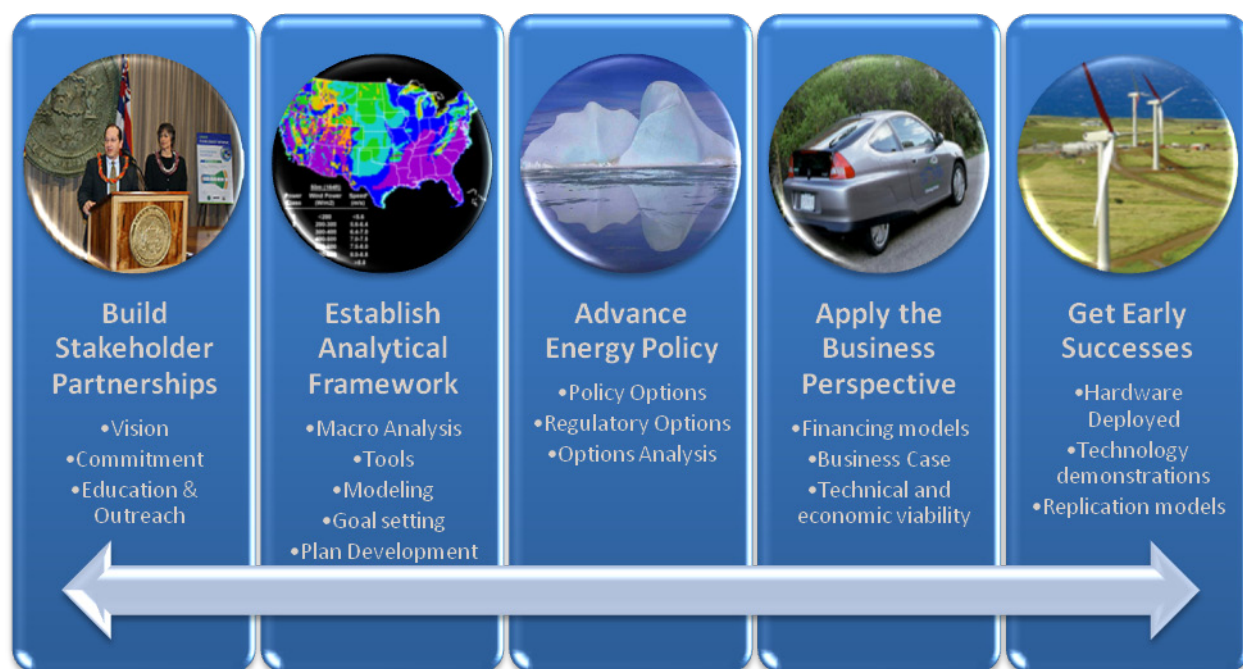 Build
Stakeholder
Partnerships
•Vision
•Commitment
•Education &
Outreach
Establish
Analytical
Framework
•Macro Analysis
•Tools
•Modeling
•Goal setting
•Plan Development
Advance
Energy Policy
•Policy Options
•Regulatory Options
•Options Analysis
Apply the
Business
Perspective
•Financing models
•Business Case
•Technical and
economic viability
Get Early
Successes
•Hardware
Deployed
•Technology
demonstrations
•Replication models